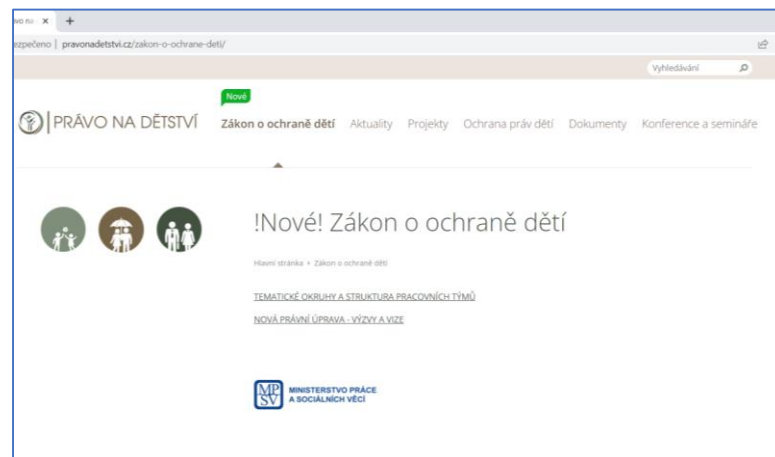 vo na
ezpečeno | pravonadetstvi.cz/zakon-o-ochrane-deti/
Vyhledávání
Nové
PRÁVO NA DĚTSTVÍ
Zákon o ochraně dětí Aktuality Projekty Ochrana práv dětí Dokumenty Konference a semináře
!Nové! Zákon o ochraně dětí
Hlavní stránka » Zákon o ochraně dětí
TEMATICKÉ OKRUHY A STRUKTURA PRACOVNÍCH TÝMŮ
NOVÁ PRÁVNÍ ÚPRAVA - VÝZVY A VIZE
MP
SV
MINISTERSTVO PRÁCE
A SOCIÁLNÍCH VĚCÍ